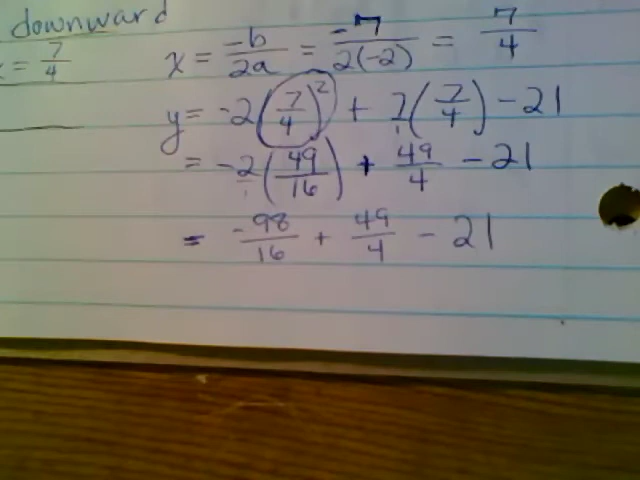 downward
x = 7/4
x = -b/2a = -7/2(-2) = 7/4
y = -2(7/4)² + 7(7/4) - 21
= -2(49/16) + 49/4 - 21
= -98/16 + 49/4 - 21